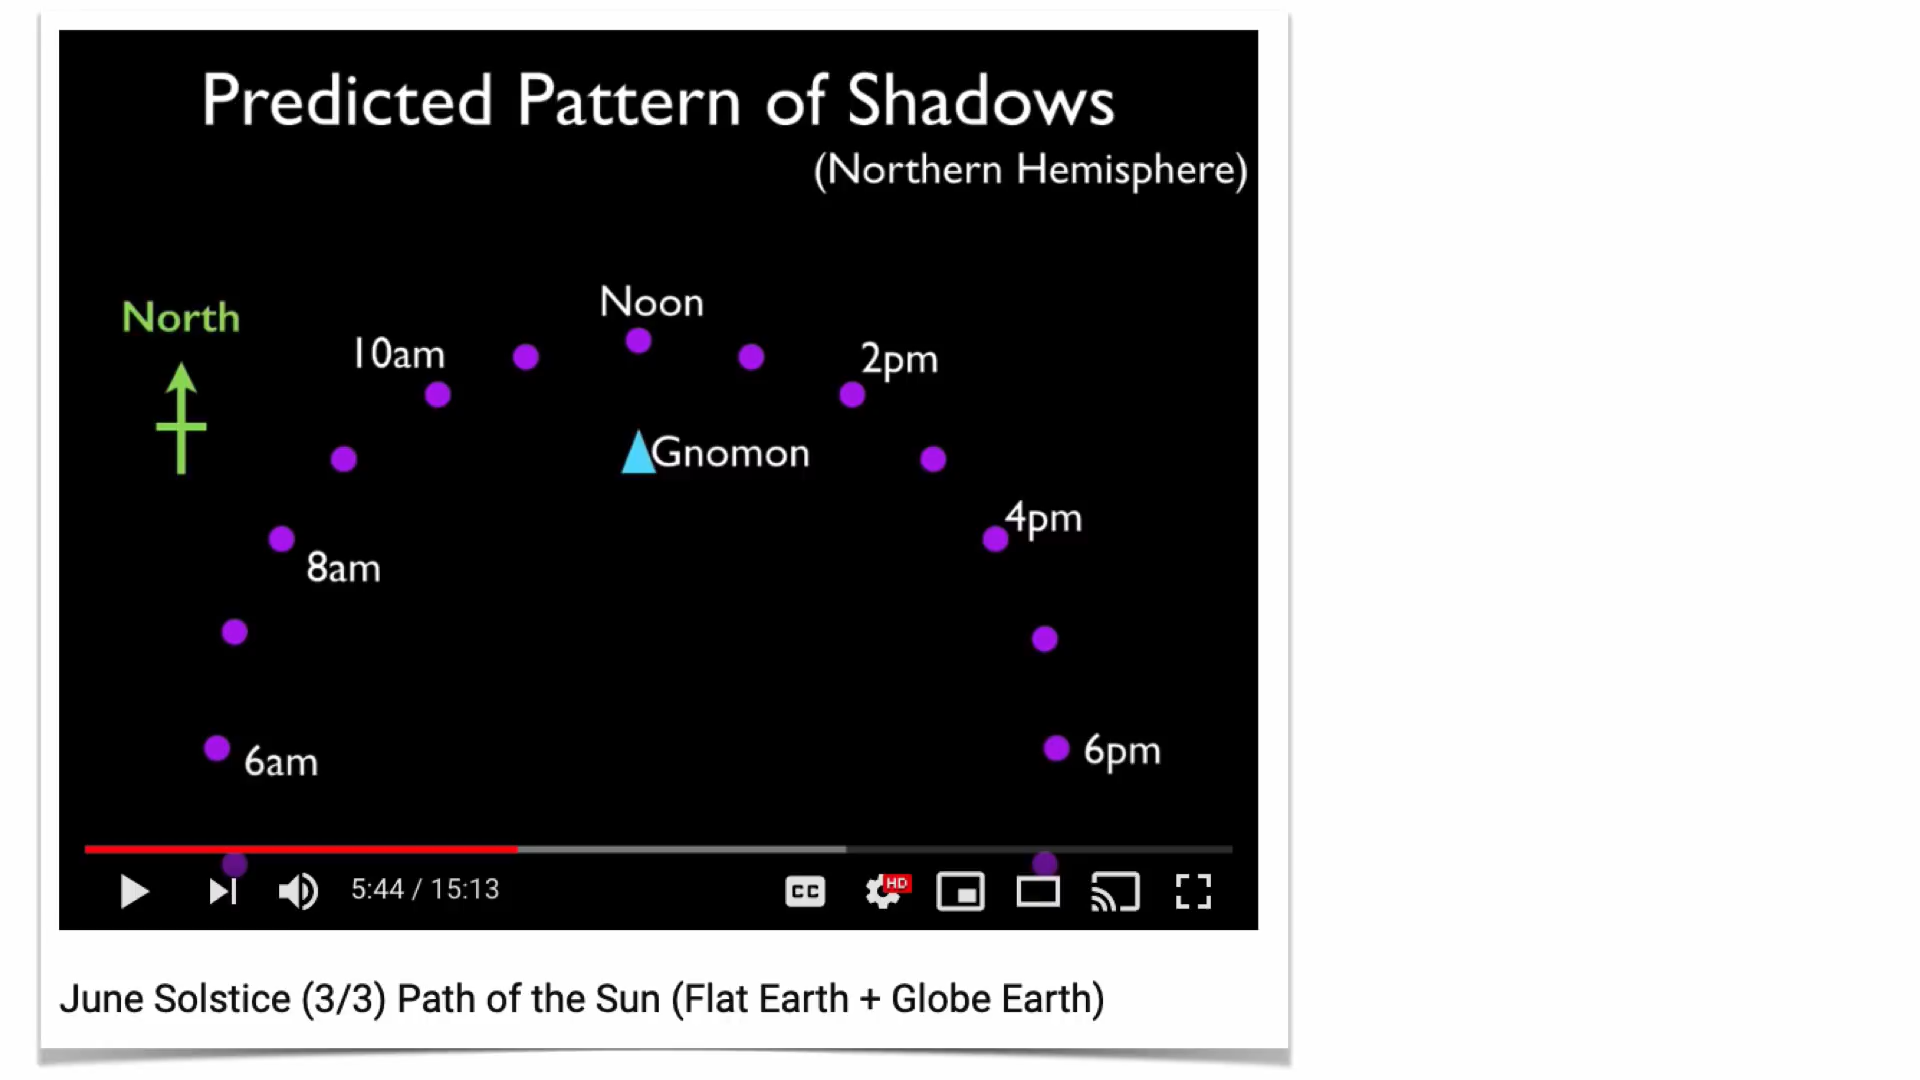 Predicted Pattern of Shadows
(Northern Hemisphere)
Noon
North
10am
2pm
Gnomon
4pm
8am
6am
6pm
5:44 / 15:13
CC
HD
June Solstice (3/3) Path of the Sun (Flat Earth + Globe Earth)